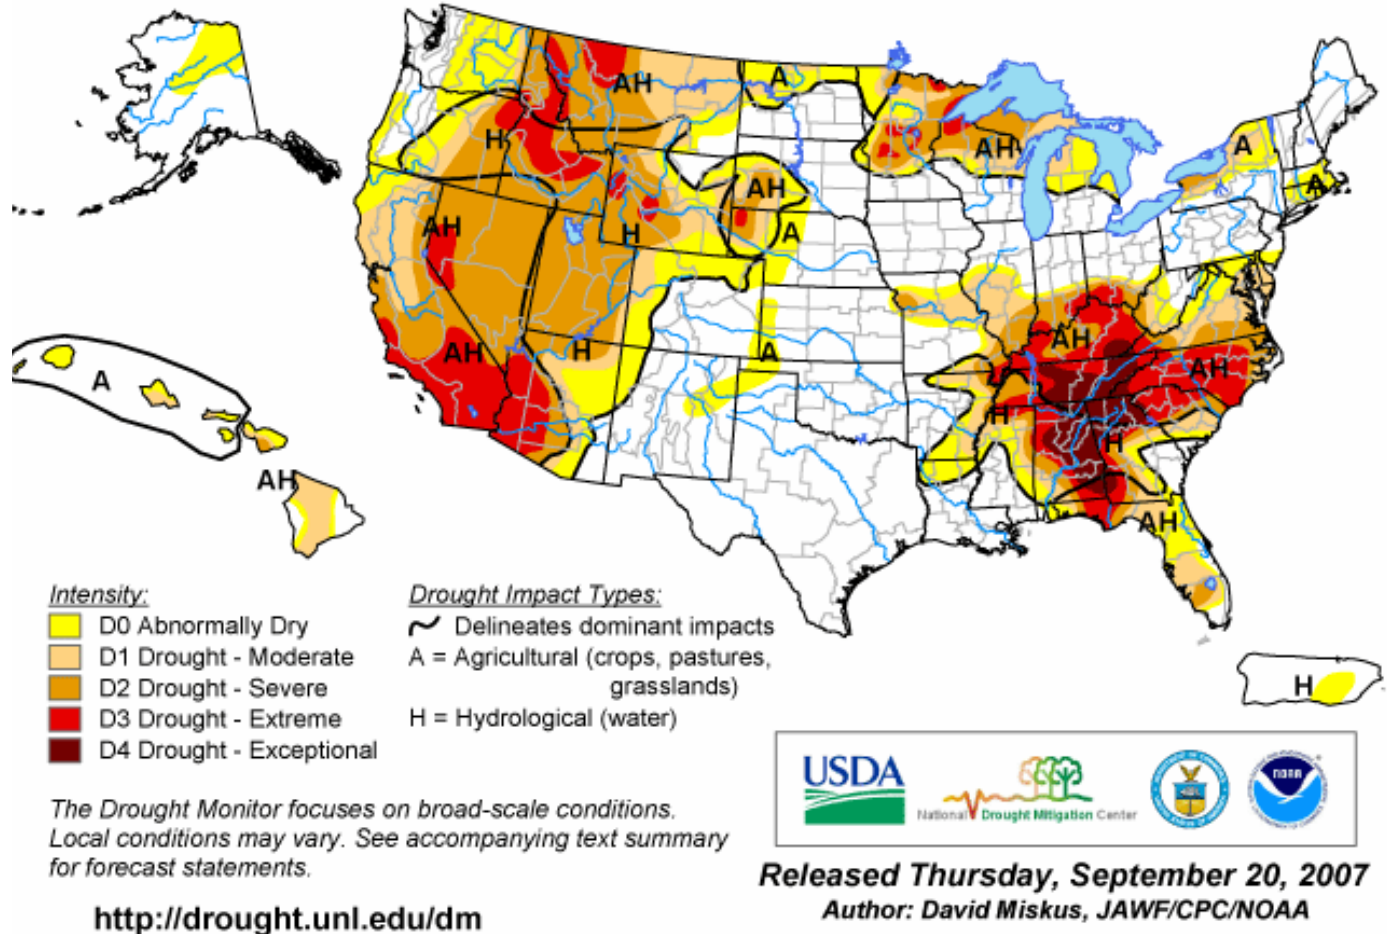 A
AH
A
AH
H
AH
A
A
AH
AH
H
A
AH
H
A
AH
AH
H
H
H
AH
AH
A
AH
H
Intensity:
D0 Abnormally Dry
D1 Drought - Moderate
D2 Drought - Severe
D3 Drought - Extreme
D4 Drought - Exceptional
Drought Impact Types:
Delineates dominant impacts
A = Agricultural (crops, pastures,
grasslands)
H = Hydrological (water)
The Drought Monitor focuses on broad-scale conditions.
Local conditions may vary. See accompanying text summary
for forecast statements.
http://drought.unl.edu/dm
USDA
National Drought Mitigation Center
NOAA
Released Thursday, September 20, 2007
Author: David Miskus, JAWF/CPC/NOAA